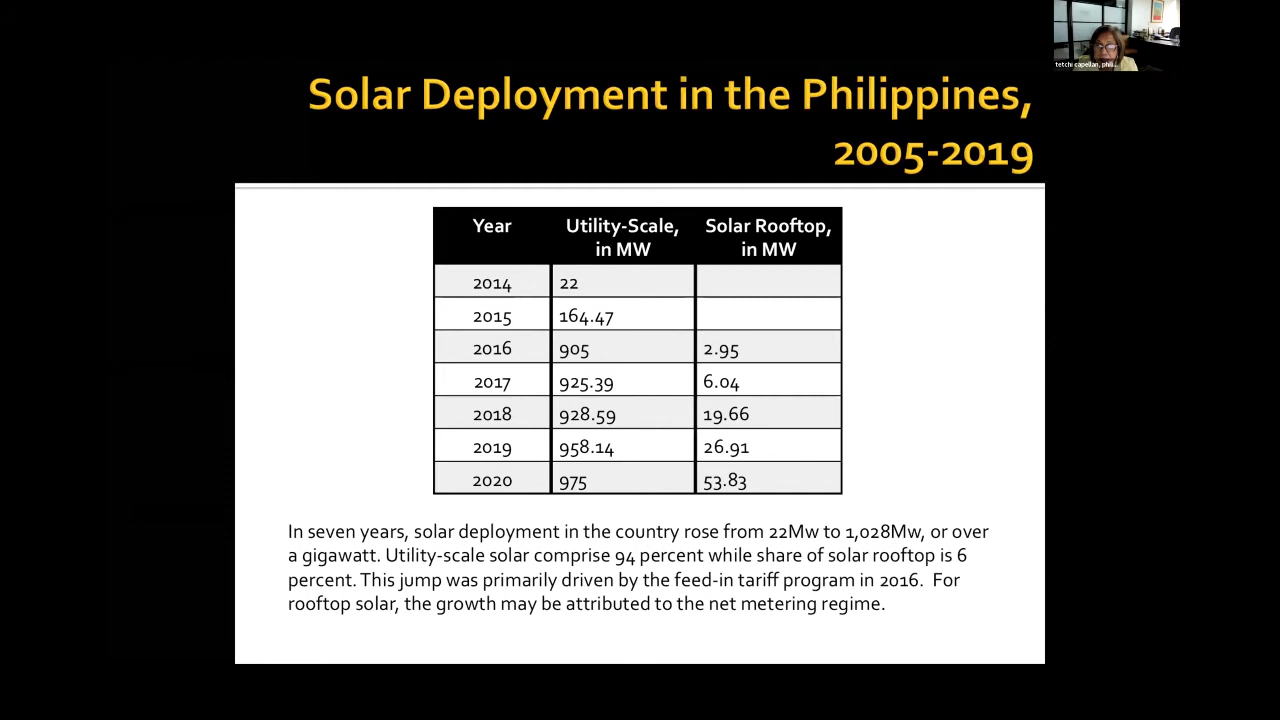 tetchi capellan, phili...
Solar Deployment in the Philippines,
2005-2019
Year Utility-Scale, in MW Solar Rooftop, in MW
2014 22
2015 164.47
2016 905 2.95
2017 925.39 6.04
2018 928.59 19.66
2019 958.14 26.91
2020 975 53.83
In seven years, solar deployment in the country rose from 22Mw to 1,028Mw, or over
a gigawatt. Utility-scale solar comprise 94 percent while share of solar rooftop is 6
percent. This jump was primarily driven by the feed-in tariff program in 2016. For
rooftop solar, the growth may be attributed to the net metering regime.